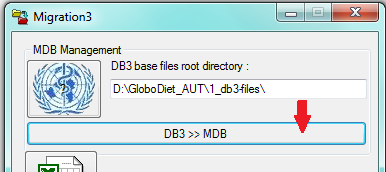 Migration3
MDB Management
DB3 base files root directory :
D:\GloboDiet_AUT\1_db3-files\
DB3 >> MDB